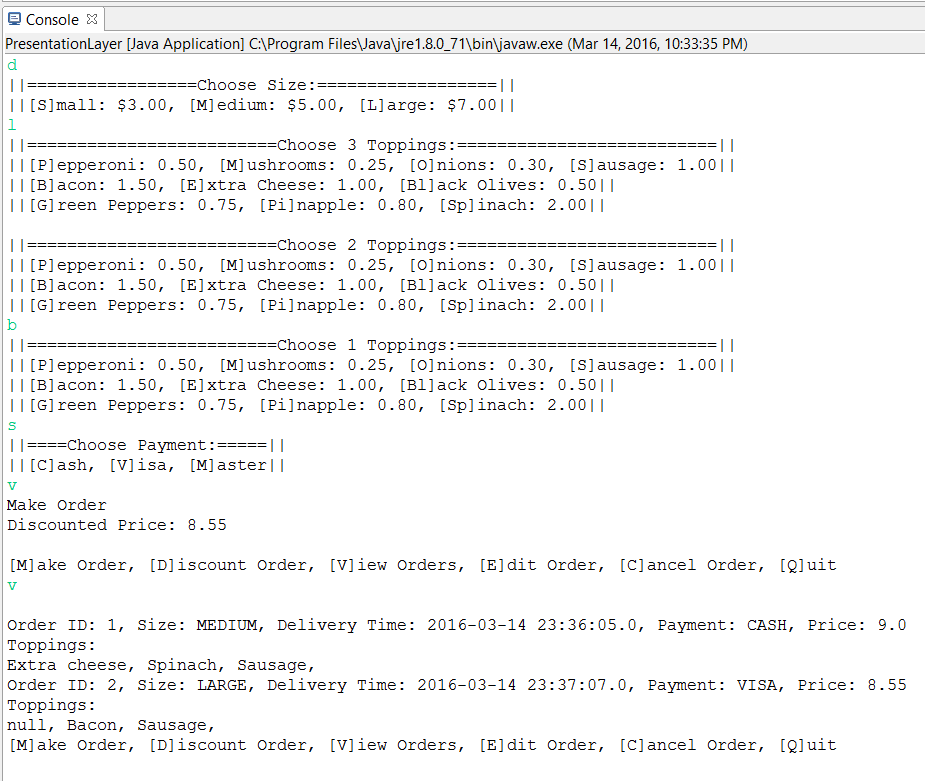 Console
PresentationLayer [Java Application] C:\Program Files\Java\jre1.8.0_71\bin\javaw.exe (Mar 14, 2016, 10:33:35 PM)
d
||=================Choose Size:==================||
||[S]mall: $3.00, [M]edium: $5.00, [L]arge: $7.00||
l
||=========================Choose 3 Toppings:==========================||
||[P]epperoni: 0.50, [M]ushrooms: 0.25, [O]nions: 0.30, [S]ausage: 1.00||
||[B]acon: 1.50, [E]xtra Cheese: 1.00, [Bl]ack Olives: 0.50||
||[G]reen Peppers: 0.75, [Pi]napple: 0.80, [Sp]inach: 2.00||

||=========================Choose 2 Toppings:==========================||
||[P]epperoni: 0.50, [M]ushrooms: 0.25, [O]nions: 0.30, [S]ausage: 1.00||
||[B]acon: 1.50, [E]xtra Cheese: 1.00, [Bl]ack Olives: 0.50||
||[G]reen Peppers: 0.75, [Pi]napple: 0.80, [Sp]inach: 2.00||
b
||=========================Choose 1 Toppings:==========================||
||[P]epperoni: 0.50, [M]ushrooms: 0.25, [O]nions: 0.30, [S]ausage: 1.00||
||[B]acon: 1.50, [E]xtra Cheese: 1.00, [Bl]ack Olives: 0.50||
||[G]reen Peppers: 0.75, [Pi]napple: 0.80, [Sp]inach: 2.00||
s
||====Choose Payment:=====||
||[C]ash, [V]isa, [M]aster||
v
Make Order
Discounted Price: 8.55

[M]ake Order, [D]iscount Order, [V]iew Orders, [E]dit Order, [C]ancel Order, [Q]uit
v

Order ID: 1, Size: MEDIUM, Delivery Time: 2016-03-14 23:36:05.0, Payment: CASH, Price: 9.0
Toppings:
Extra cheese, Spinach, Sausage,
Order ID: 2, Size: LARGE, Delivery Time: 2016-03-14 23:37:07.0, Payment: VISA, Price: 8.55
Toppings:
null, Bacon, Sausage,
[M]ake Order, [D]iscount Order, [V]iew Orders, [E]dit Order, [C]ancel Order, [Q]uit